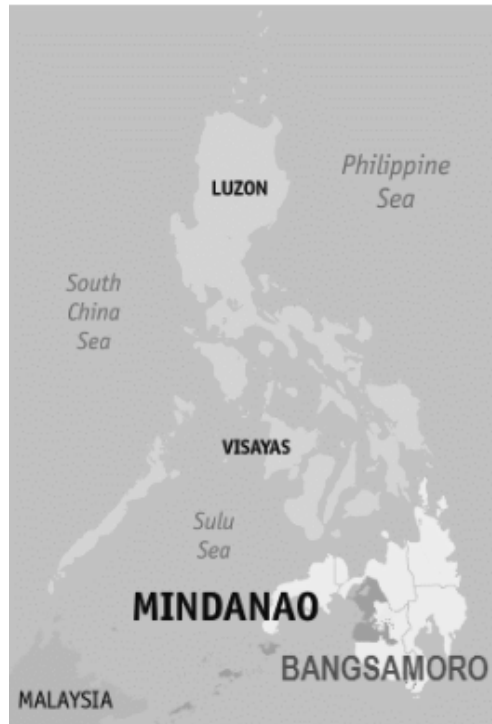 LUZON
Philippine
Sea
South
China
Sea
VISAYAS
Sulu
Sea
MINDANAO
BANGSAMORO
MALAYSIA